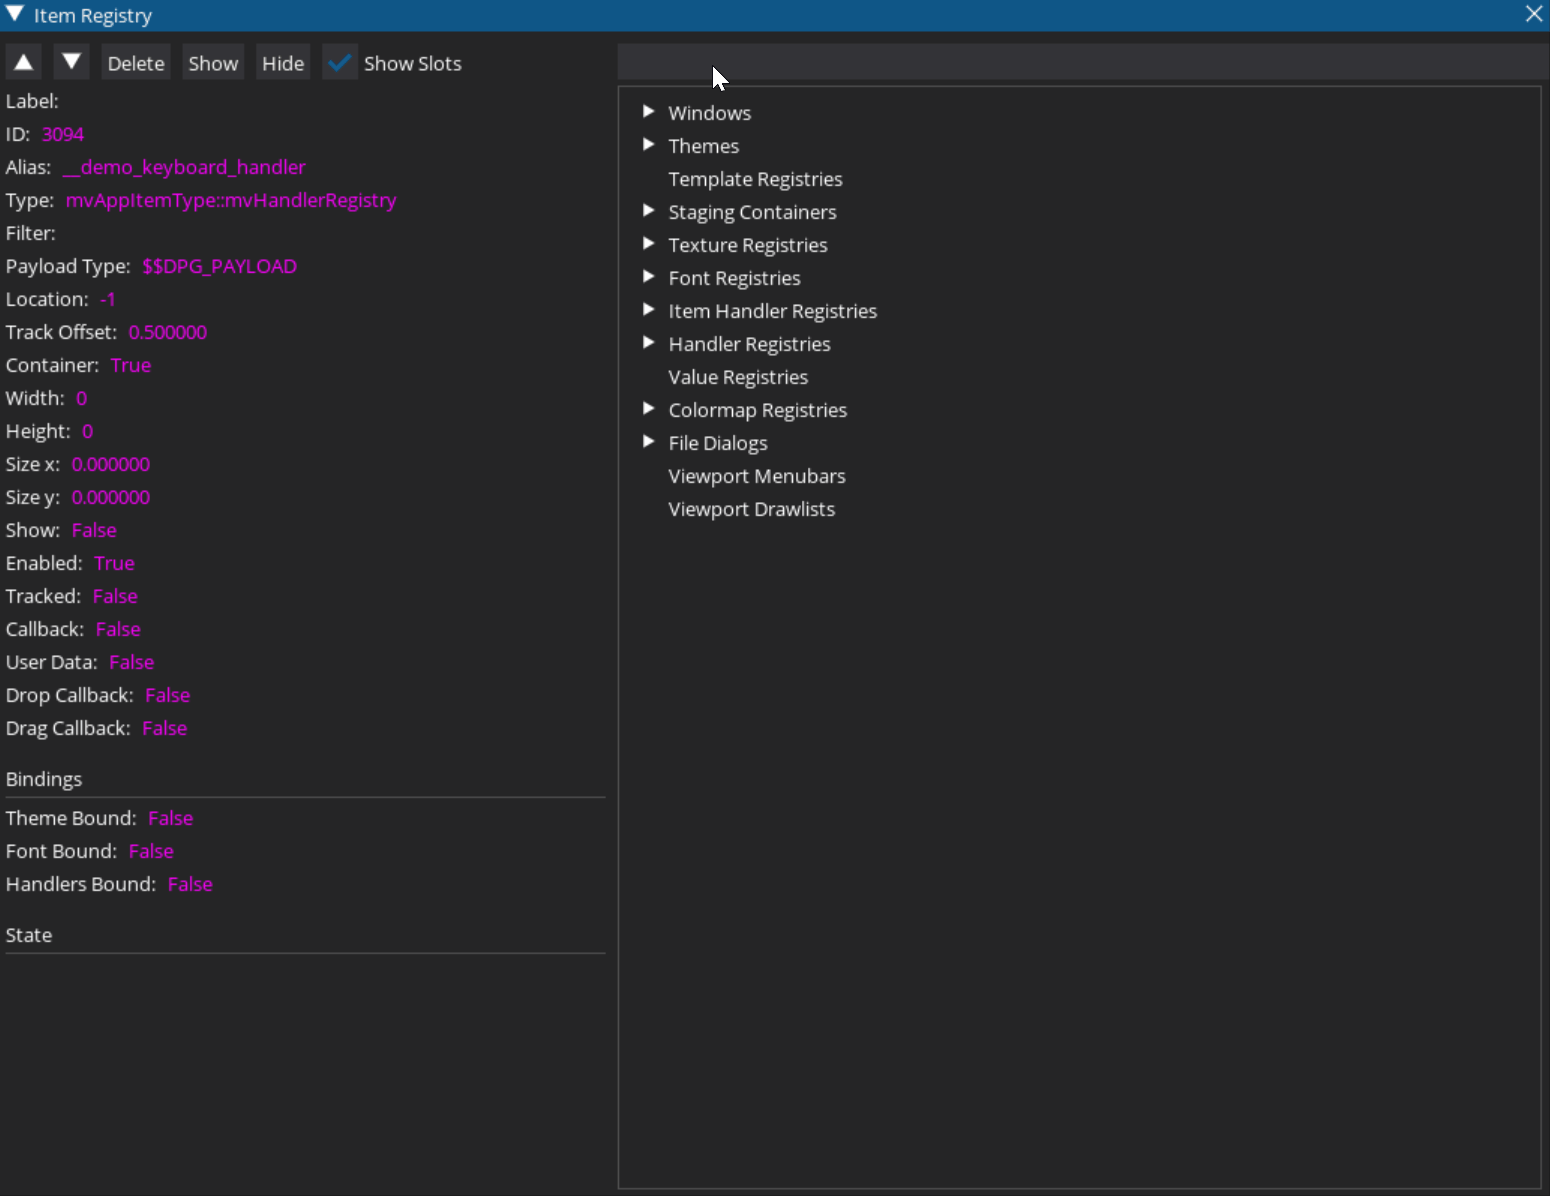 Item Registry
Delete Show Hide Show Slots
Label:
ID: 3094
Alias: __demo_keyboard_handler
Type: mvAppItemType::mvHandlerRegistry
Filter:
Payload Type: $$DPG_PAYLOAD
Location: -1
Track Offset: 0.500000
Container: True
Width: 0
Height: 0
Size x: 0.000000
Size y: 0.000000
Show: False
Enabled: True
Tracked: False
Callback: False
User Data: False
Drop Callback: False
Drag Callback: False
Bindings
Theme Bound: False
Font Bound: False
Handlers Bound: False
State
Windows
Themes
Template Registries
Staging Containers
Texture Registries
Font Registries
Item Handler Registries
Handler Registries
Value Registries
Colormap Registries
File Dialogs
Viewport Menubars
Viewport Drawlists